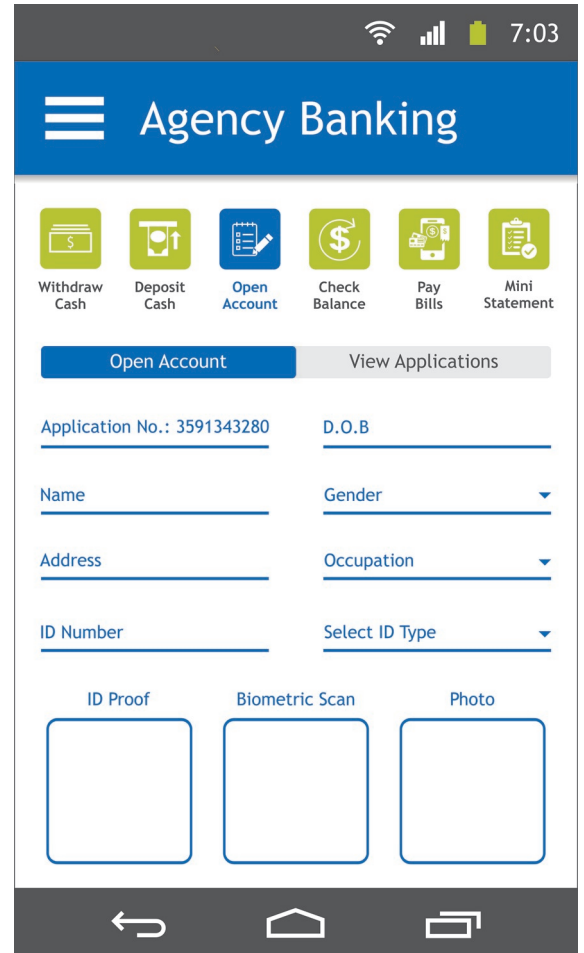 7:03
Agency Banking
$
$
$
Withdraw
Cash
Deposit
Cash
Open
Account
Check
Balance
Pay
Bills
Mini
Statement
Open Account
View Applications
Application No.: 3591343280
D.O.B
Name
Gender
Address
Occupation
ID Number
Select ID Type
ID Proof
Biometric Scan
Photo